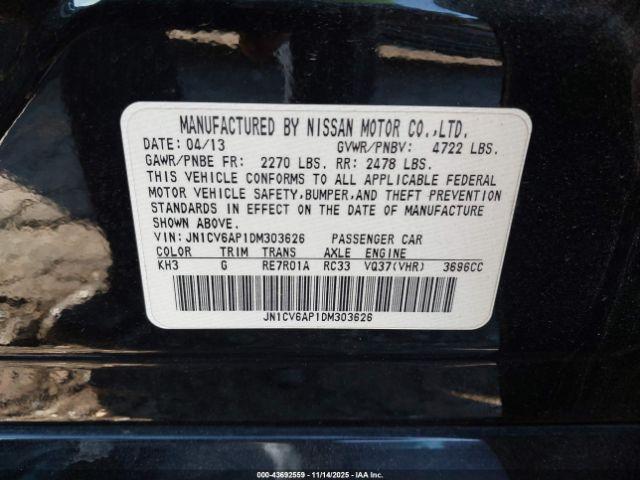 MANUFACTURED BY NISSAN MOTOR CO.,LTD.
DATE: 04/13 GVWR/PNBV: 4722 LBS.
GAWR/PNBE FR: 2270 LBS. RR: 2478 LBS.
THIS VEHICLE CONFORMS TO ALL APPLICABLE FEDERAL
MOTOR VEHICLE SAFETY,BUMPER,AND THEFT PREVENTION
STANDARDS IN EFFECT ON THE DATE OF MANUFACTURE
SHOWN ABOVE.
VIN: JN1CV6AP1DM303626 PASSENGER CAR
COLOR TRIM TRANS AXLE ENGINE
KH3 G RE7R01A RC33 VQ37(VHR) 3696CC
JN1CV6AP1DM303626
000-43692559 - 11/14/2025 - IAA Inc.